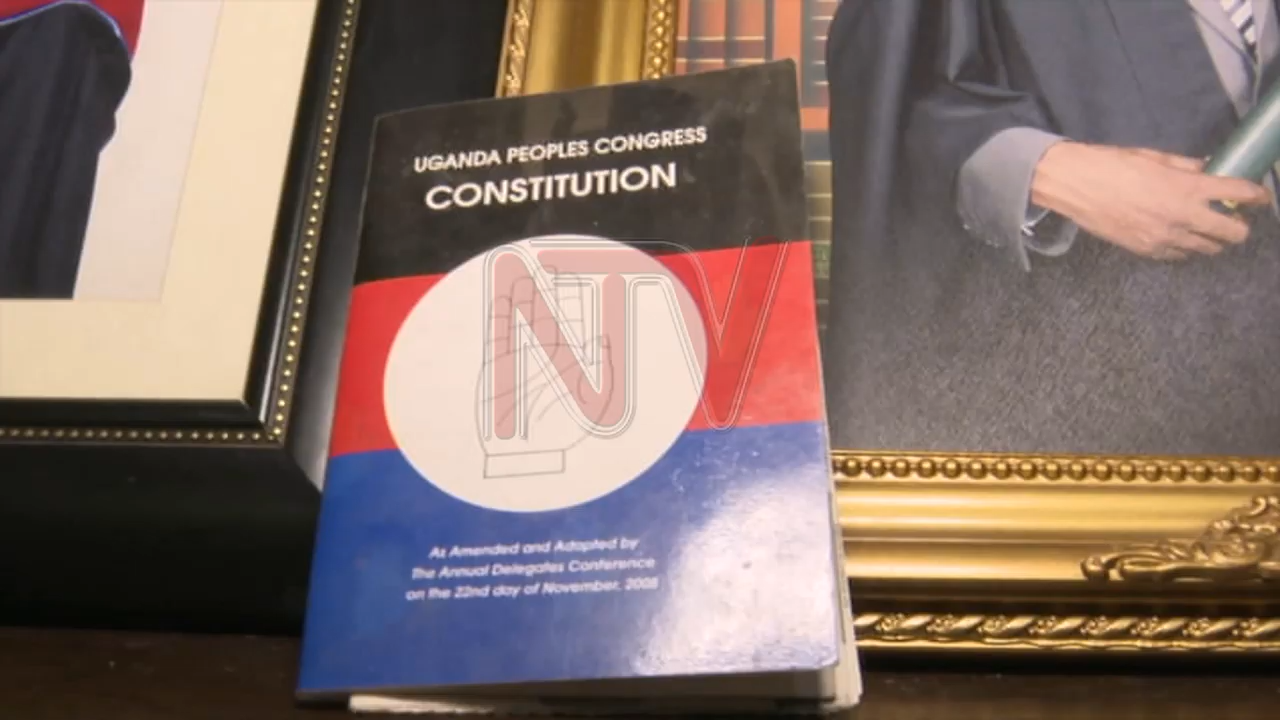 UGANDA PEOPLES CONGRESS
CONSTITUTION
NTV
As Amended and Adopted by
The Annual Delegates Conference
on the 22nd day of November, 2008